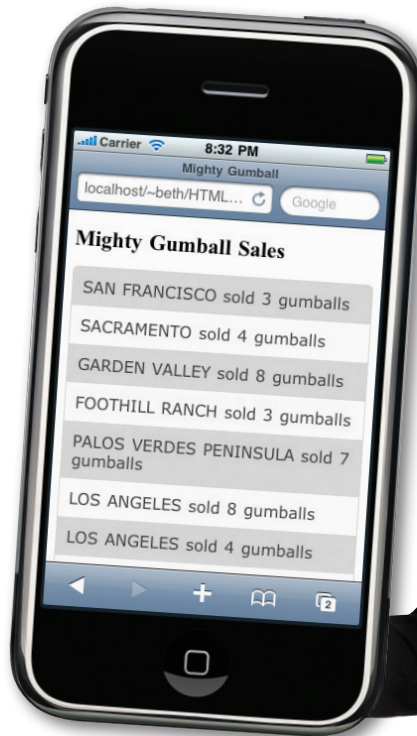 Carrier 8:32 PM
Mighty Gumball
localhost/~beth/HTML... Google
Mighty Gumball Sales
SAN FRANCISCO sold 3 gumballs
SACRAMENTO sold 4 gumballs
GARDEN VALLEY sold 8 gumballs
FOOTHILL RANCH sold 3 gumballs
PALOS VERDES PENINSULA sold 7
gumballs
LOS ANGELES sold 8 gumballs
LOS ANGELES sold 4 gumballs
2